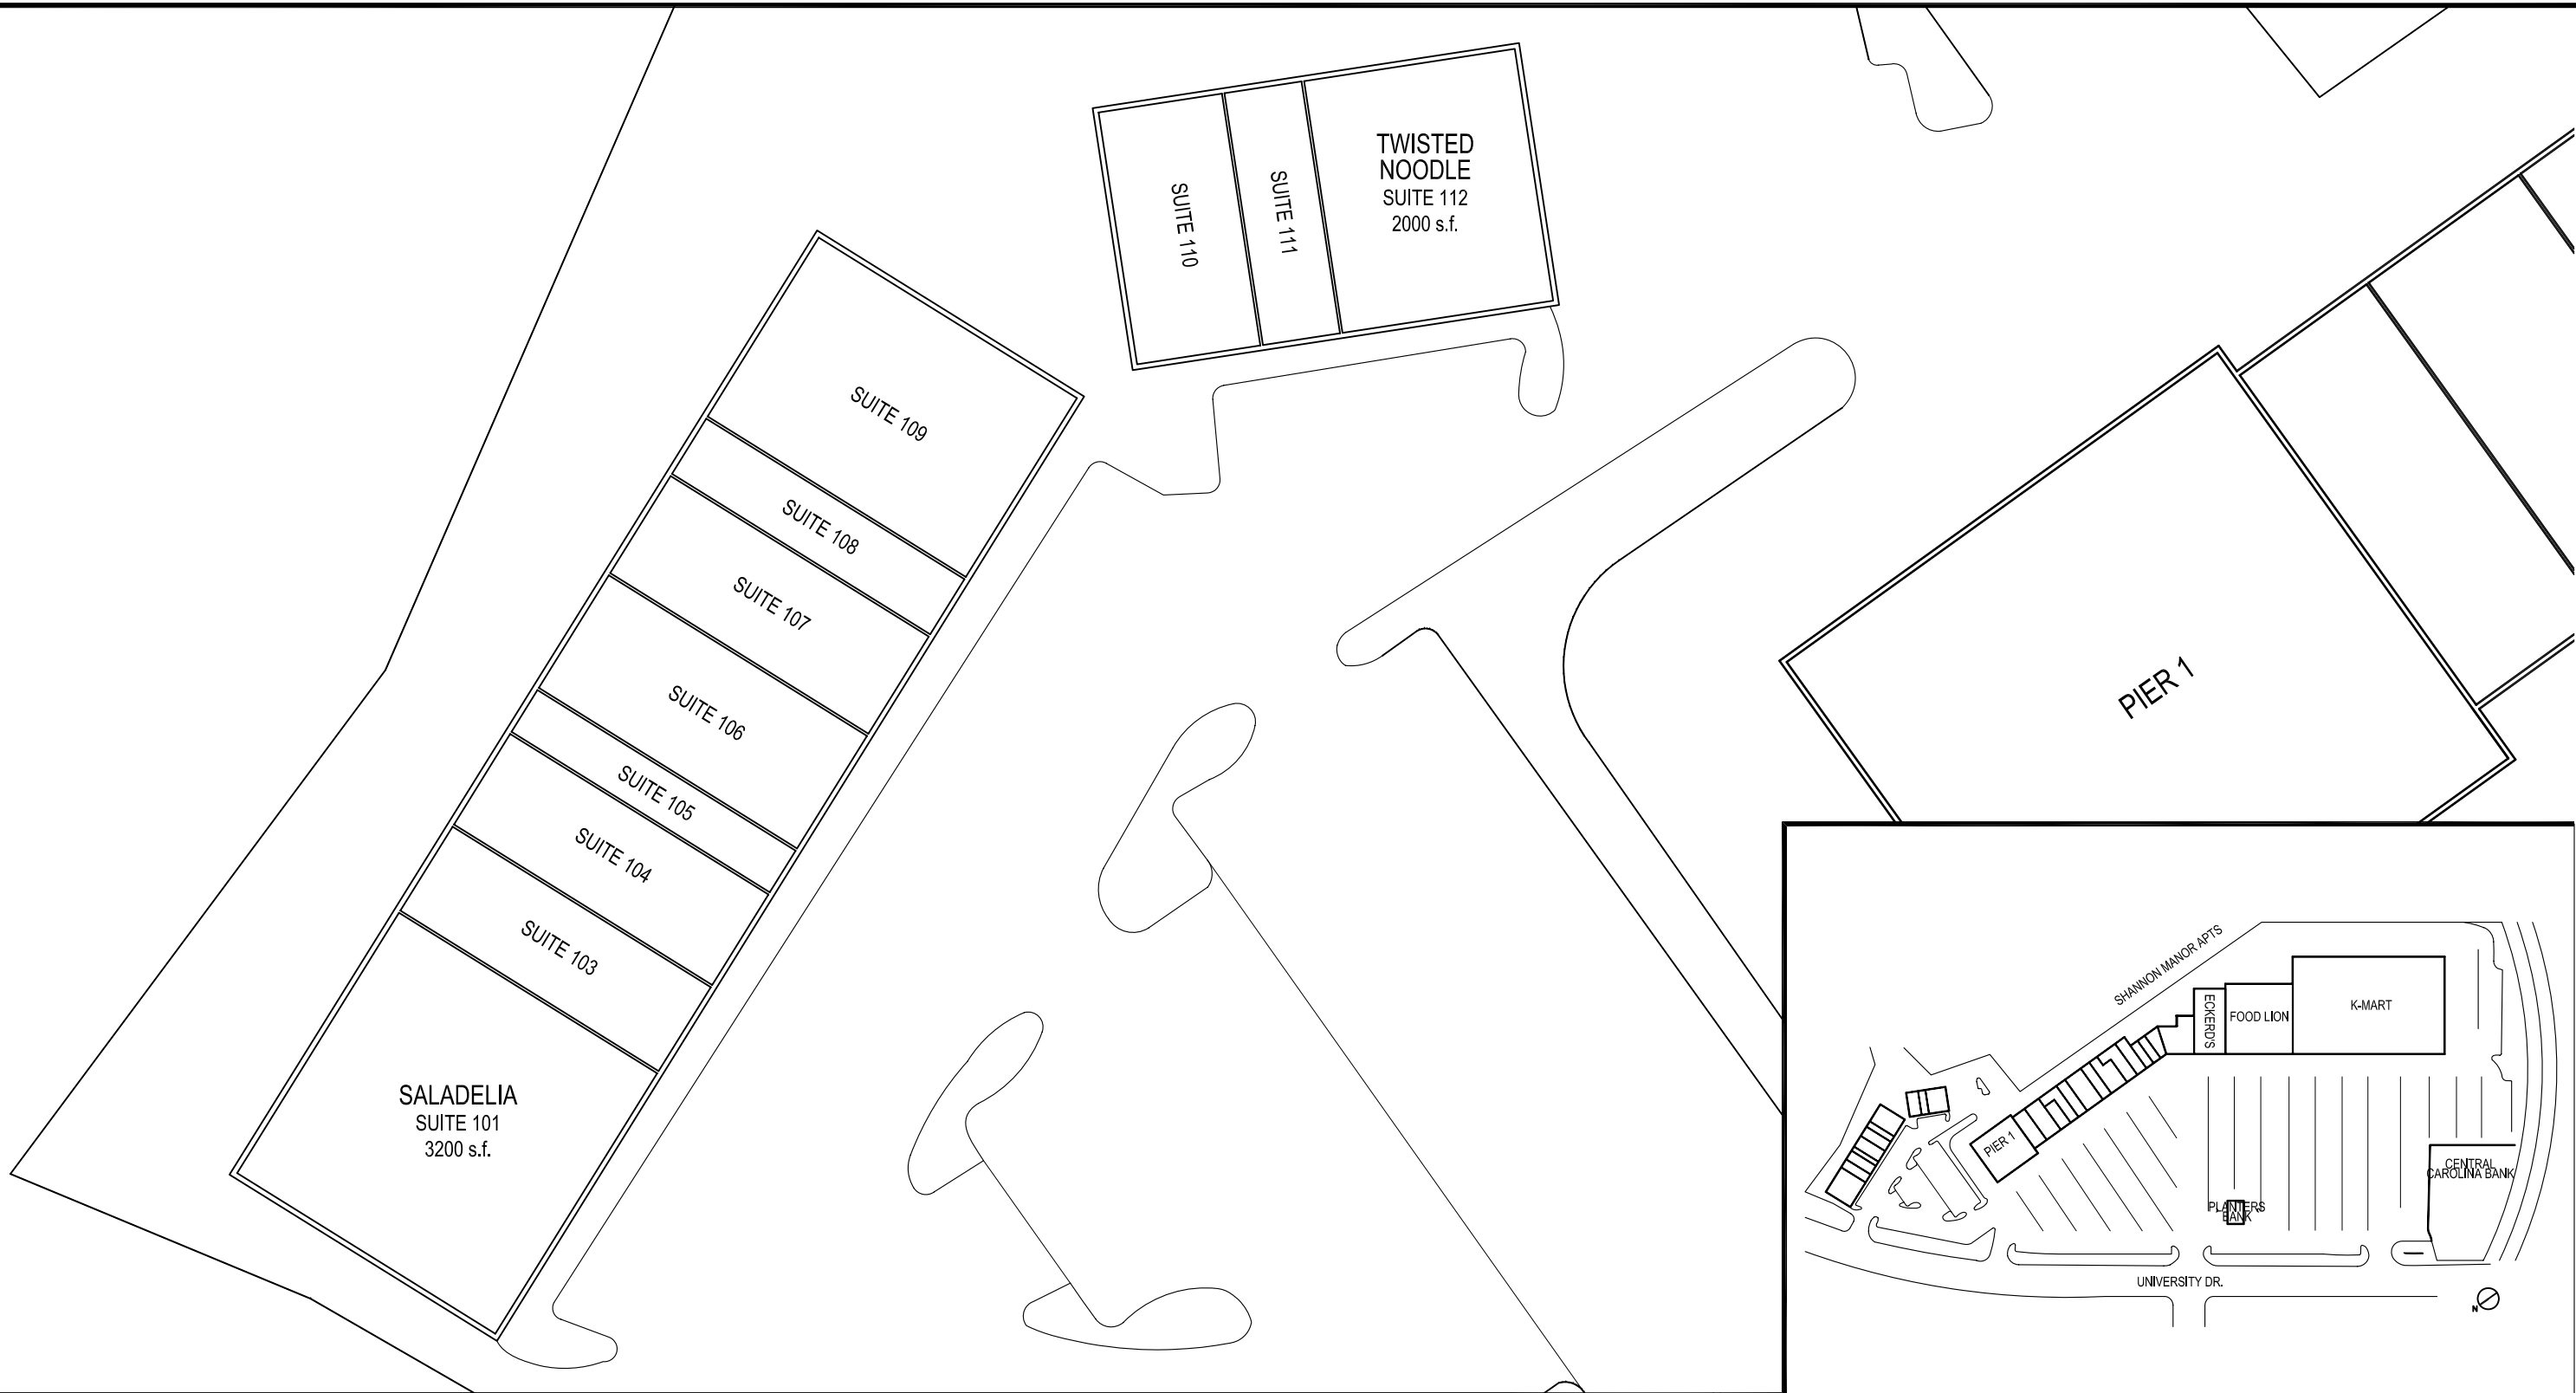 TWISTED
NOODLE
SUITE 112
2000 s.f.
SUITE 110
SUITE 111
SUITE 109
SUITE 108
SUITE 107
SUITE 106
SUITE 105
SUITE 104
SUITE 103
SALADELIA
SUITE 101
3200 s.f.
PIER 1
SHANNON MANOR APTS
ECKERD'S
FOOD LION
K-MART
PIER 1
CENTRAL
CAROLINA BANK
PLANTERS
BANK
UNIVERSITY DR.
N